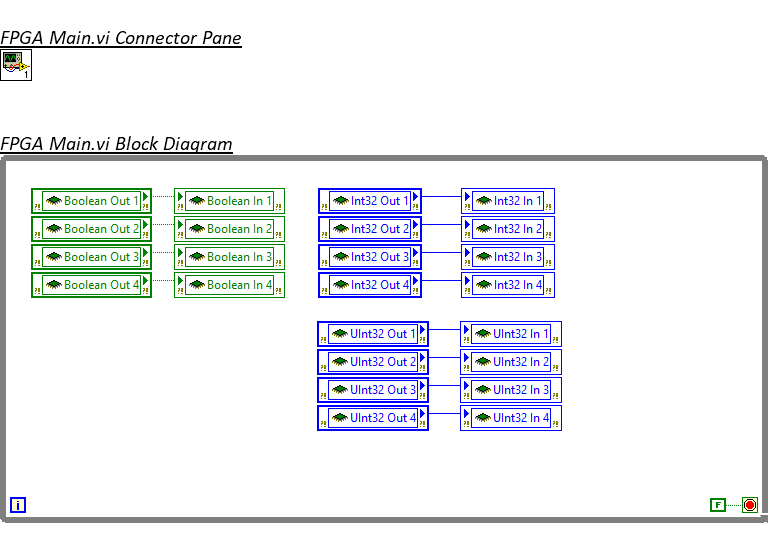 FPGA Main.vi Connector Pane
1
FPGA Main.vi Block Diagram
?! Boolean Out 1 ?! ?! Boolean In 1 ?! ?! Int32 Out 1 ?! ?! Int32 In 1 ?!
?! Boolean Out 2 ?! ?! Boolean In 2 ?! ?! Int32 Out 2 ?! ?! Int32 In 2 ?!
?! Boolean Out 3 ?! ?! Boolean In 3 ?! ?! Int32 Out 3 ?! ?! Int32 In 3 ?!
?! Boolean Out 4 ?! ?! Boolean In 4 ?! ?! Int32 Out 4 ?! ?! Int32 In 4 ?!
?! UInt32 Out 1 ?! ?! UInt32 In 1 ?!
?! UInt32 Out 2 ?! ?! UInt32 In 2 ?!
?! UInt32 Out 3 ?! ?! UInt32 In 3 ?!
?! UInt32 Out 4 ?! ?! UInt32 In 4 ?!
i F